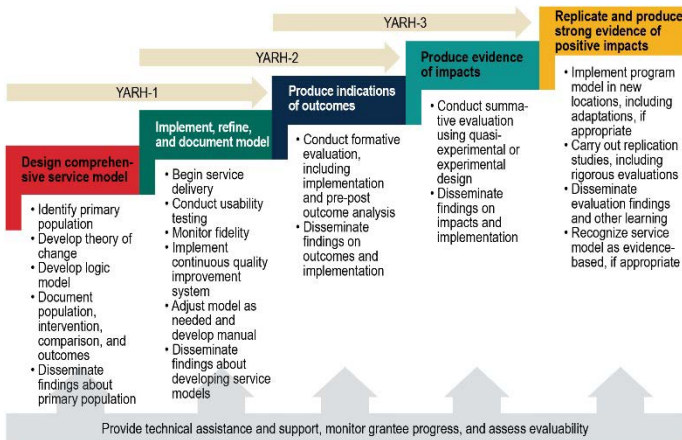 YARH-3
YARH-2
YARH-1
Design comprehen-
sive service model
• Identify primary
population
• Develop theory of
change
• Develop logic
model
• Document
population,
intervention,
comparison, and
outcomes
• Disseminate
findings about
primary population
Implement, refine,
and document model
• Begin service
delivery
• Conduct usability
testing
• Monitor fidelity
• Implement
continuous quality
improvement
system
• Adjust model as
needed and
develop manual
• Disseminate
findings about
developing service
models
Produce indications
of outcomes
• Conduct formative
evaluation,
including
implementation
and pre-post
outcome analysis
• Disseminate
findings on
outcomes and
implementation
Produce evidence
of impacts
• Conduct summa-
tive evaluation
using quasi-
experimental or
experimental
design
• Disseminate
findings on
impacts and
implementation
Replicate and produce
strong evidence of
positive impacts
• Implement program
model in new
locations, including
adaptations, if
appropriate
• Carry out replication
studies, including
rigorous evaluations
• Disseminate
evaluation findings
and other learning
• Recognize service
model as evidence-
based, if appropriate
Provide technical assistance and support, monitor grantee progress, and assess evaluability